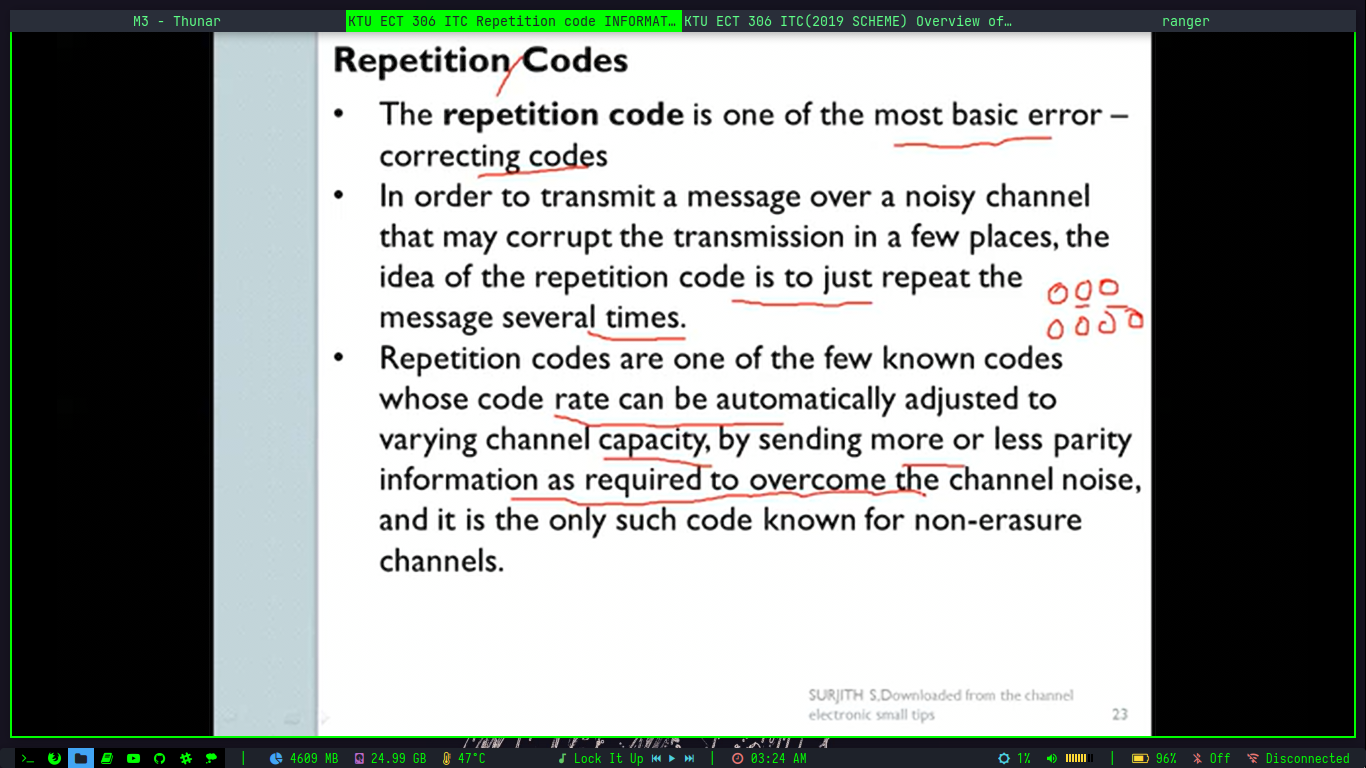 M3 - Thunar
KTU ECT 306 ITC Repetition code INFORMAT…
KTU ECT 306 ITC(2019 SCHEME) Overview of…
ranger
Repetition Codes
• The repetition code is one of the most basic error –
correcting codes
• In order to transmit a message over a noisy channel
that may corrupt the transmission in a few places, the
idea of the repetition code is to just repeat the
message several times.
000
0000
• Repetition codes are one of the few known codes
whose code rate can be automatically adjusted to
varying channel capacity, by sending more or less parity
information as required to overcome the channel noise,
and it is the only such code known for non-erasure
channels.
SURJITH S,Downloaded from the channel
electronic small tips
23
4609 MB
24.99 GB
47°C
Lock It Up
03:24 AM
1%
96%
Off
Disconnected